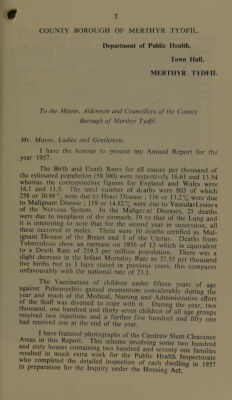 7
COUNTY BOROUGH OF MERTHYR TYDFIL.
Department of Public Health,
Town Hall,
MERTHYR TYDFIL
To the Mayor, Aldermen and Councillors of the County
Borough of Merthyr Tydfil.
Mr. Mayor, Ladies and Gentlemen,
I have the honour to present my Annual Report for the
year 1957.
The Birth and Death Rates for all causes per thousand of
the estimated population (59,300) were respectively 16.61 and 13.54
whereas the corresponding figures for England and Wales were
16.1 and 11.5. The total number of deaths were 803 of which
258 or 30.88% were due to Heart Disease ; 116 or 13.2% were due
to Malignant Disease ; 119 or 14.82% were due to Vascular Lesions
of the Nervous System. In the Malignant Diseases, 21 deaths
were due to neoplasm of the stomach, 19 to that of the Lung and
it is interesting to note that for the second year in succession, all
these occurred in males. There were 10 deaths certified as Mal-
ignant Disease of the Breast and 5 of the Uterus. Deaths from
Tuberculosis show an increase on 1956 of 13 which is equivalent
to a Death Rate of 219.3 per million population. There was a
slight decrease in the Infant Mortality Rate to 37.55 per thousand
live births but as I have stated in previous years, this compares
unfavourably with the national rate of 23.1.
The Vaccination of children under fifteen years of age
against Poliomyelitis gained momentum considerably during the
year and much of the Medical, Nursing and Administrative effort
of the Staff was diverted to cope with it. During the year, two
thousand, one hundred and thirty seven children of all age groups
received two injections and a further five hundred and fifty one
had received one at the end of the year.
I have featured photographs of the Caedraw Slum Clearance
Areas in this Report. This scheme involving some two hundred
and sixty houses containing two hundred and seventy one families
resulted in much extra work for the Public Health Inspectorate
who completed the detailed inspection of each dwelling in 1957
in preparation for the Inquiry under the Housing Act.